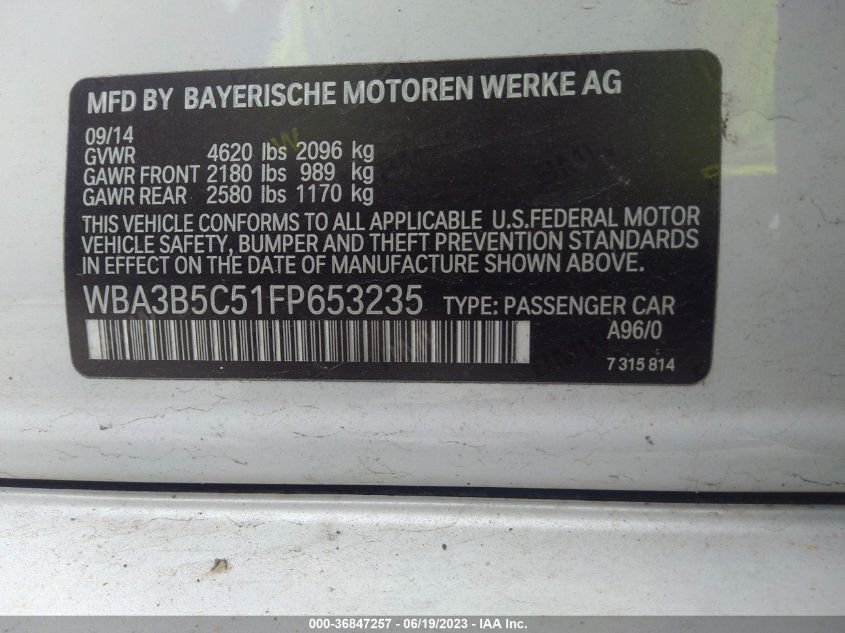 MFD BY BAYERISCHE MOTOREN WERKE AG
09/14
GVWR 4620 lbs 2096 kg
GAWR FRONT 2180 lbs 989 kg
GAWR REAR 2580 lbs 1170 kg
THIS VEHICLE CONFORMS TO ALL APPLICABLE U.S.FEDERAL MOTOR
VEHICLE SAFETY, BUMPER AND THEFT PREVENTION STANDARDS
IN EFFECT ON THE DATE OF MANUFACTURE SHOWN ABOVE.
WBA3B5C51FP653235 TYPE: PASSENGER CAR
A96/0
7 315 814
000-36847257 - 06/19/2023 - IAA Inc.